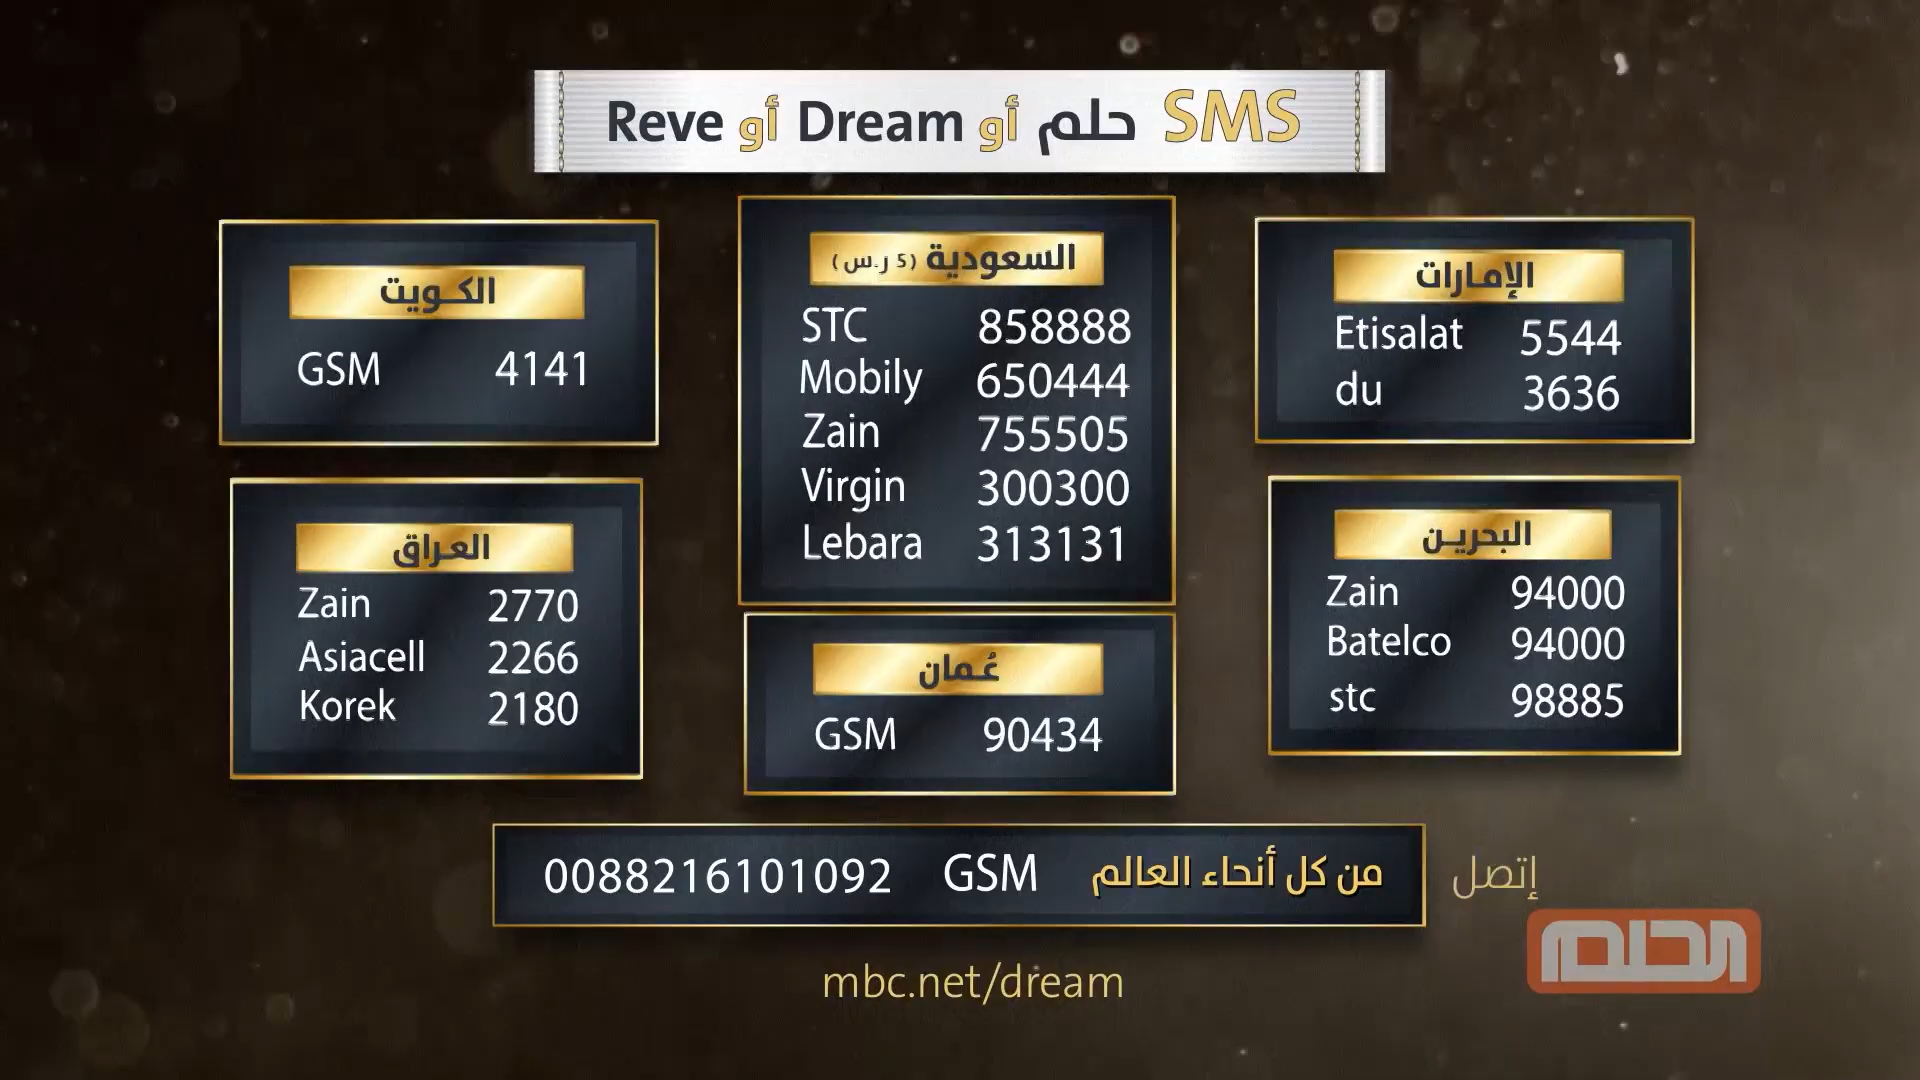 SMS حلم أو Dream أو Reve
الإمارات
Etisalat 5544
du 3636
السعودية (5 ر.س)
STC 858888
Mobily 650444
Zain 755505
Virgin 300300
Lebara 313131
الكويت
GSM 4141
البحرين
Zain 94000
Batelco 94000
stc 98885
عُمان
GSM 90434
العراق
Zain 2770
Asiacell 2266
Korek 2180
إتصل من كل أنحاء العالم GSM 0088216101092
الحلم
mbc.net/dream